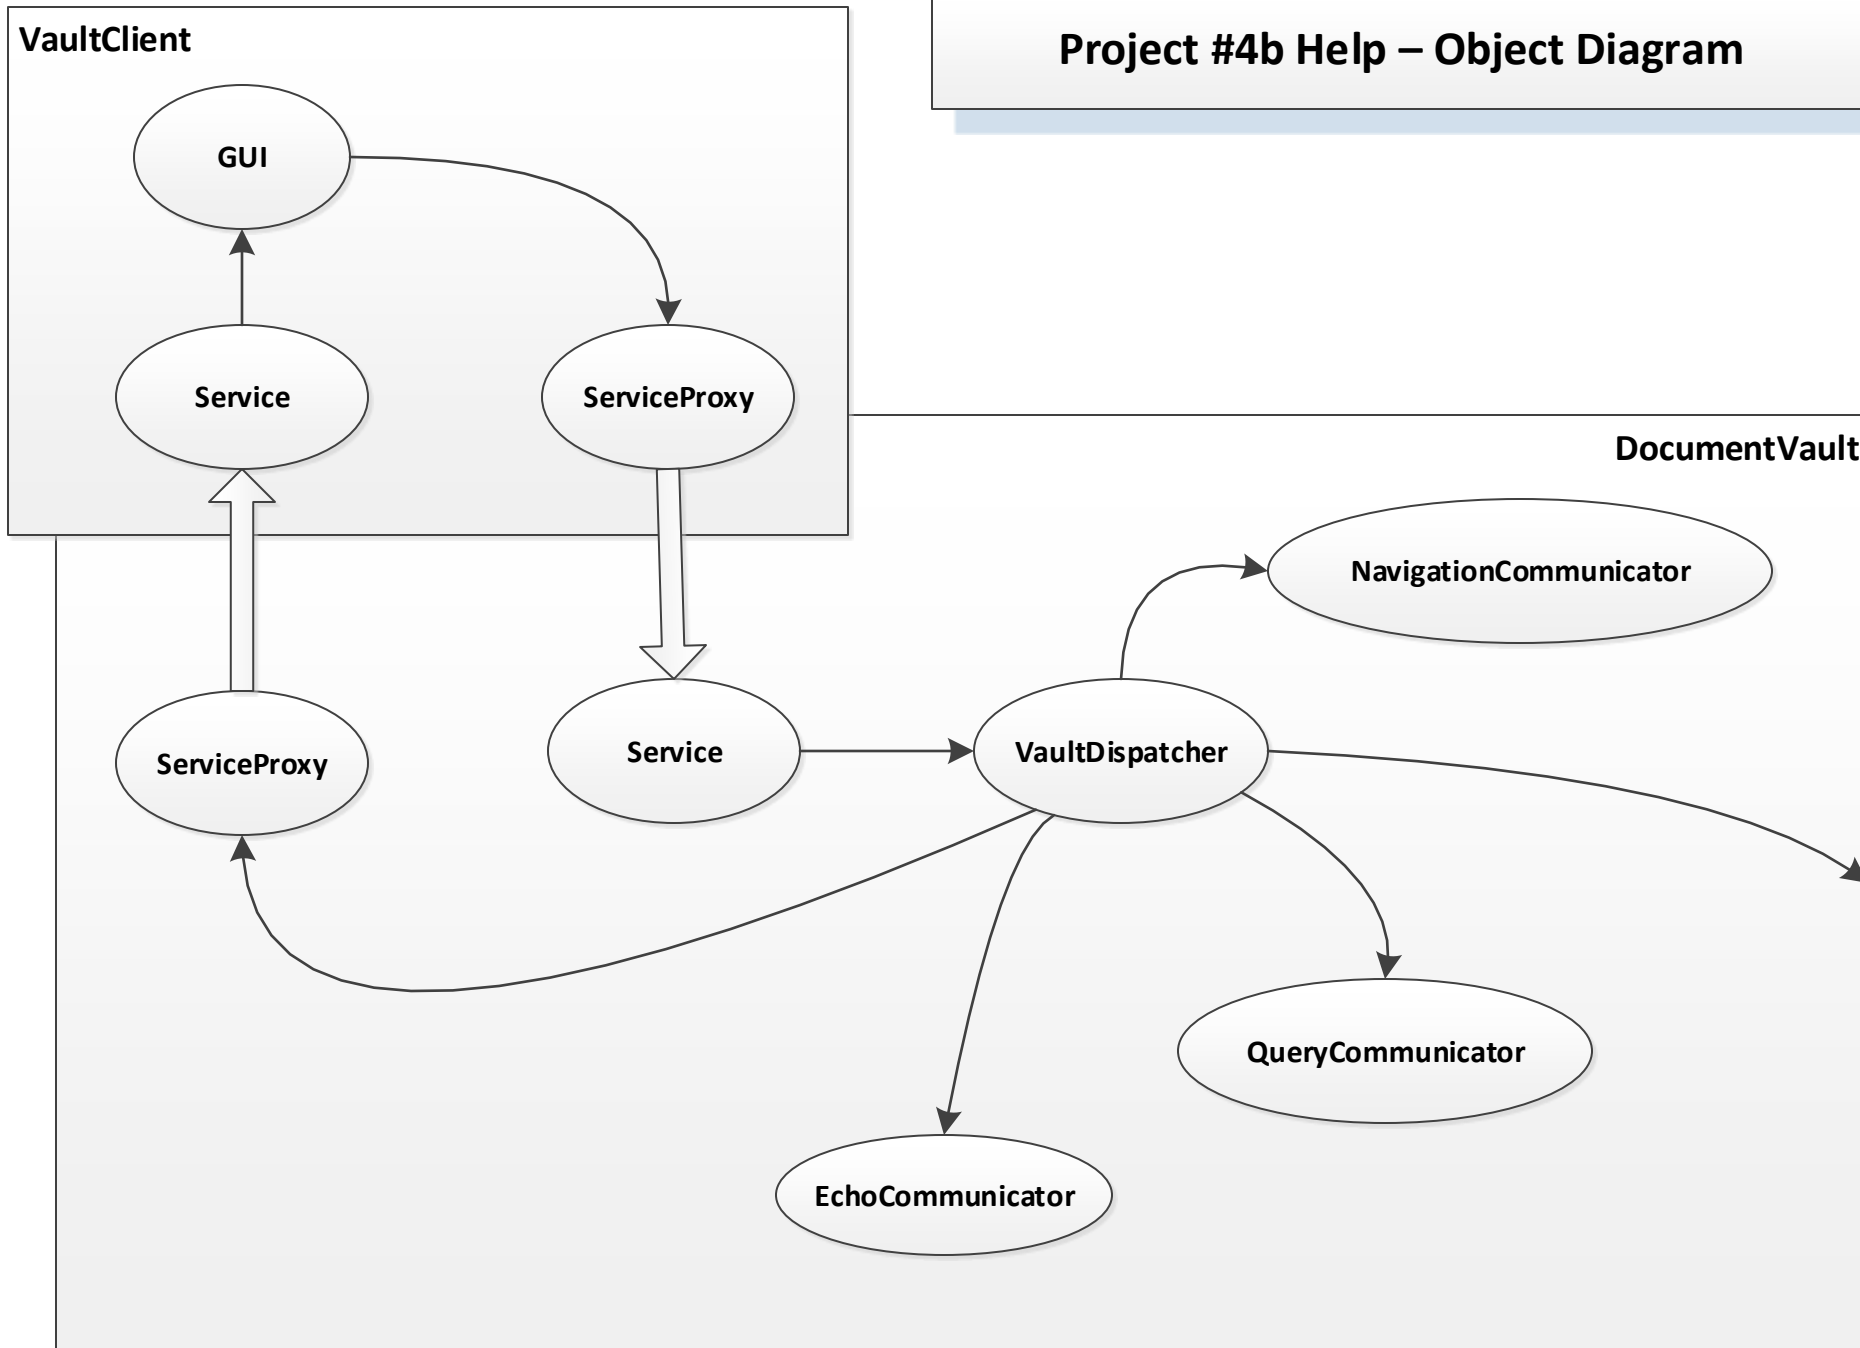 VaultClient
Project #4b Help – Object Diagram
GUI
Service
ServiceProxy
DocumentVault
NavigationCommunicator
ServiceProxy
Service
VaultDispatcher
QueryCommunicator
EchoCommunicator